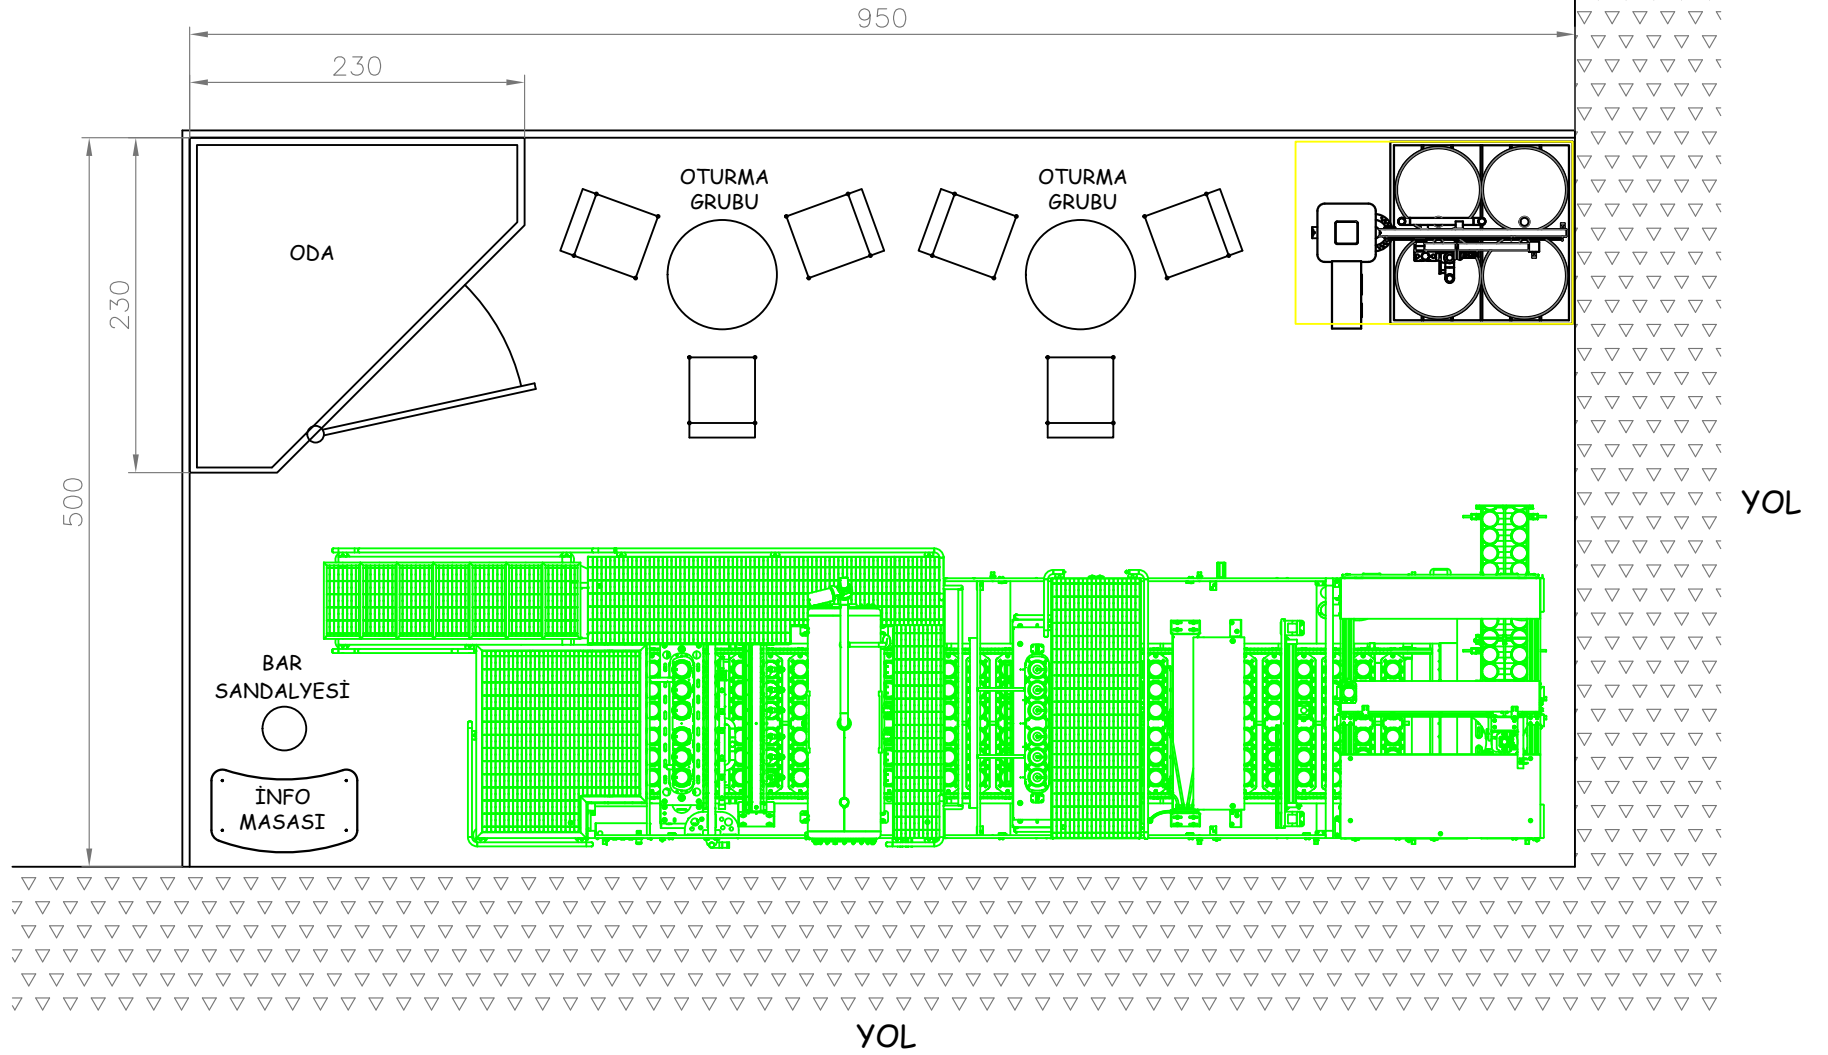 950
230
OTURMA
GRUBU
OTURMA
GRUBU
ODA
230
500
YOL
BAR
SANDALYESİ
İNFO
MASASI
YOL